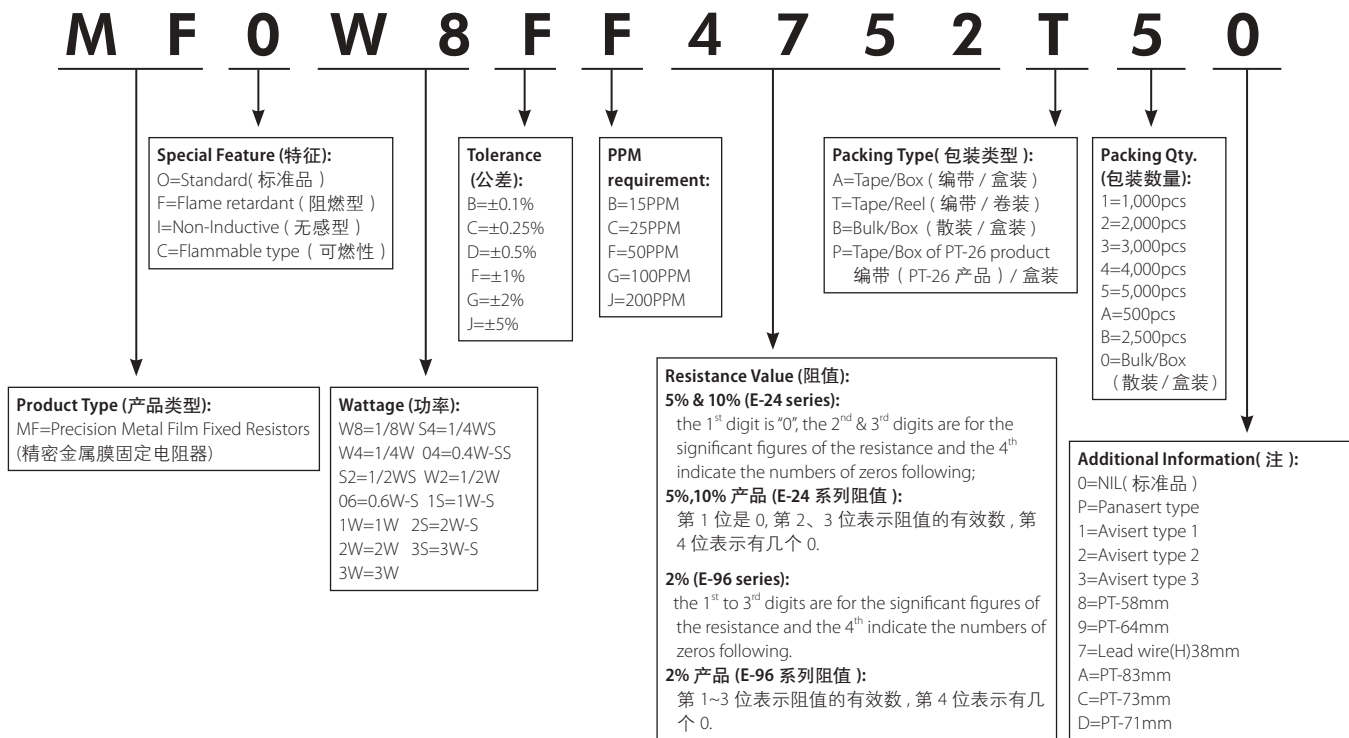 M F 0 W 8 F F 4 7 5 2 T 5 0
Special Feature (特征):
O=Standard( 标准品 )
F=Flame retardant ( 阻燃型 )
I=Non-Inductive ( 无感型 )
C=Flammable type ( 可燃性 )
Tolerance
(公差):
B=±0.1%
C=±0.25%
D=±0.5%
F=±1%
G=±2%
J=±5%
PPM
requirement:
B=15PPM
C=25PPM
F=50PPM
G=100PPM
J=200PPM
Packing Type( 包装类型 ):
A=Tape/Box ( 编带 / 盒装 )
T=Tape/Reel ( 编带 / 卷装 )
B=Bulk/Box ( 散装 / 盒装 )
P=Tape/Box of PT-26 product
编带 ( PT-26 产品 ) / 盒装
Packing Qty.
(包装数量):
1=1,000pcs
2=2,000pcs
3=3,000pcs
4=4,000pcs
5=5,000pcs
A=500pcs
B=2,500pcs
0=Bulk/Box
( 散装 / 盒装 )
Product Type (产品类型):
MF=Precision Metal Film Fixed Resistors
(精密金属膜固定电阻器)
Wattage (功率):
W8=1/8W S4=1/4WS
W4=1/4W 04=0.4W-SS
S2=1/2WS W2=1/2W
06=0.6W-S 1S=1W-S
1W=1W 2S=2W-S
2W=2W 3S=3W-S
3W=3W
Resistance Value (阻值):
5% & 10% (E-24 series):
the 1st digit is "0", the 2nd & 3rd digits are for the
significant figures of the resistance and the 4th
indicate the numbers of zeros following;
5%,10% 产品 (E-24 系列阻值 ):
第 1 位是 0, 第 2、3 位表示阻值的有效数 , 第
4 位表示有几个 0.
2% (E-96 series):
the 1st to 3rd digits are for the significant figures of
the resistance and the 4th indicate the numbers of
zeros following.
2% 产品 (E-96 系列阻值 ):
第 1~3 位表示阻值的有效数 , 第 4 位表示有几
个 0.
Additional Information( 注 ):
0=NIL( 标准品 )
P=Panasert type
1=Avisert type 1
2=Avisert type 2
3=Avisert type 3
8=PT-58mm
9=PT-64mm
7=Lead wire(H)38mm
A=PT-83mm
C=PT-73mm
D=PT-71mm